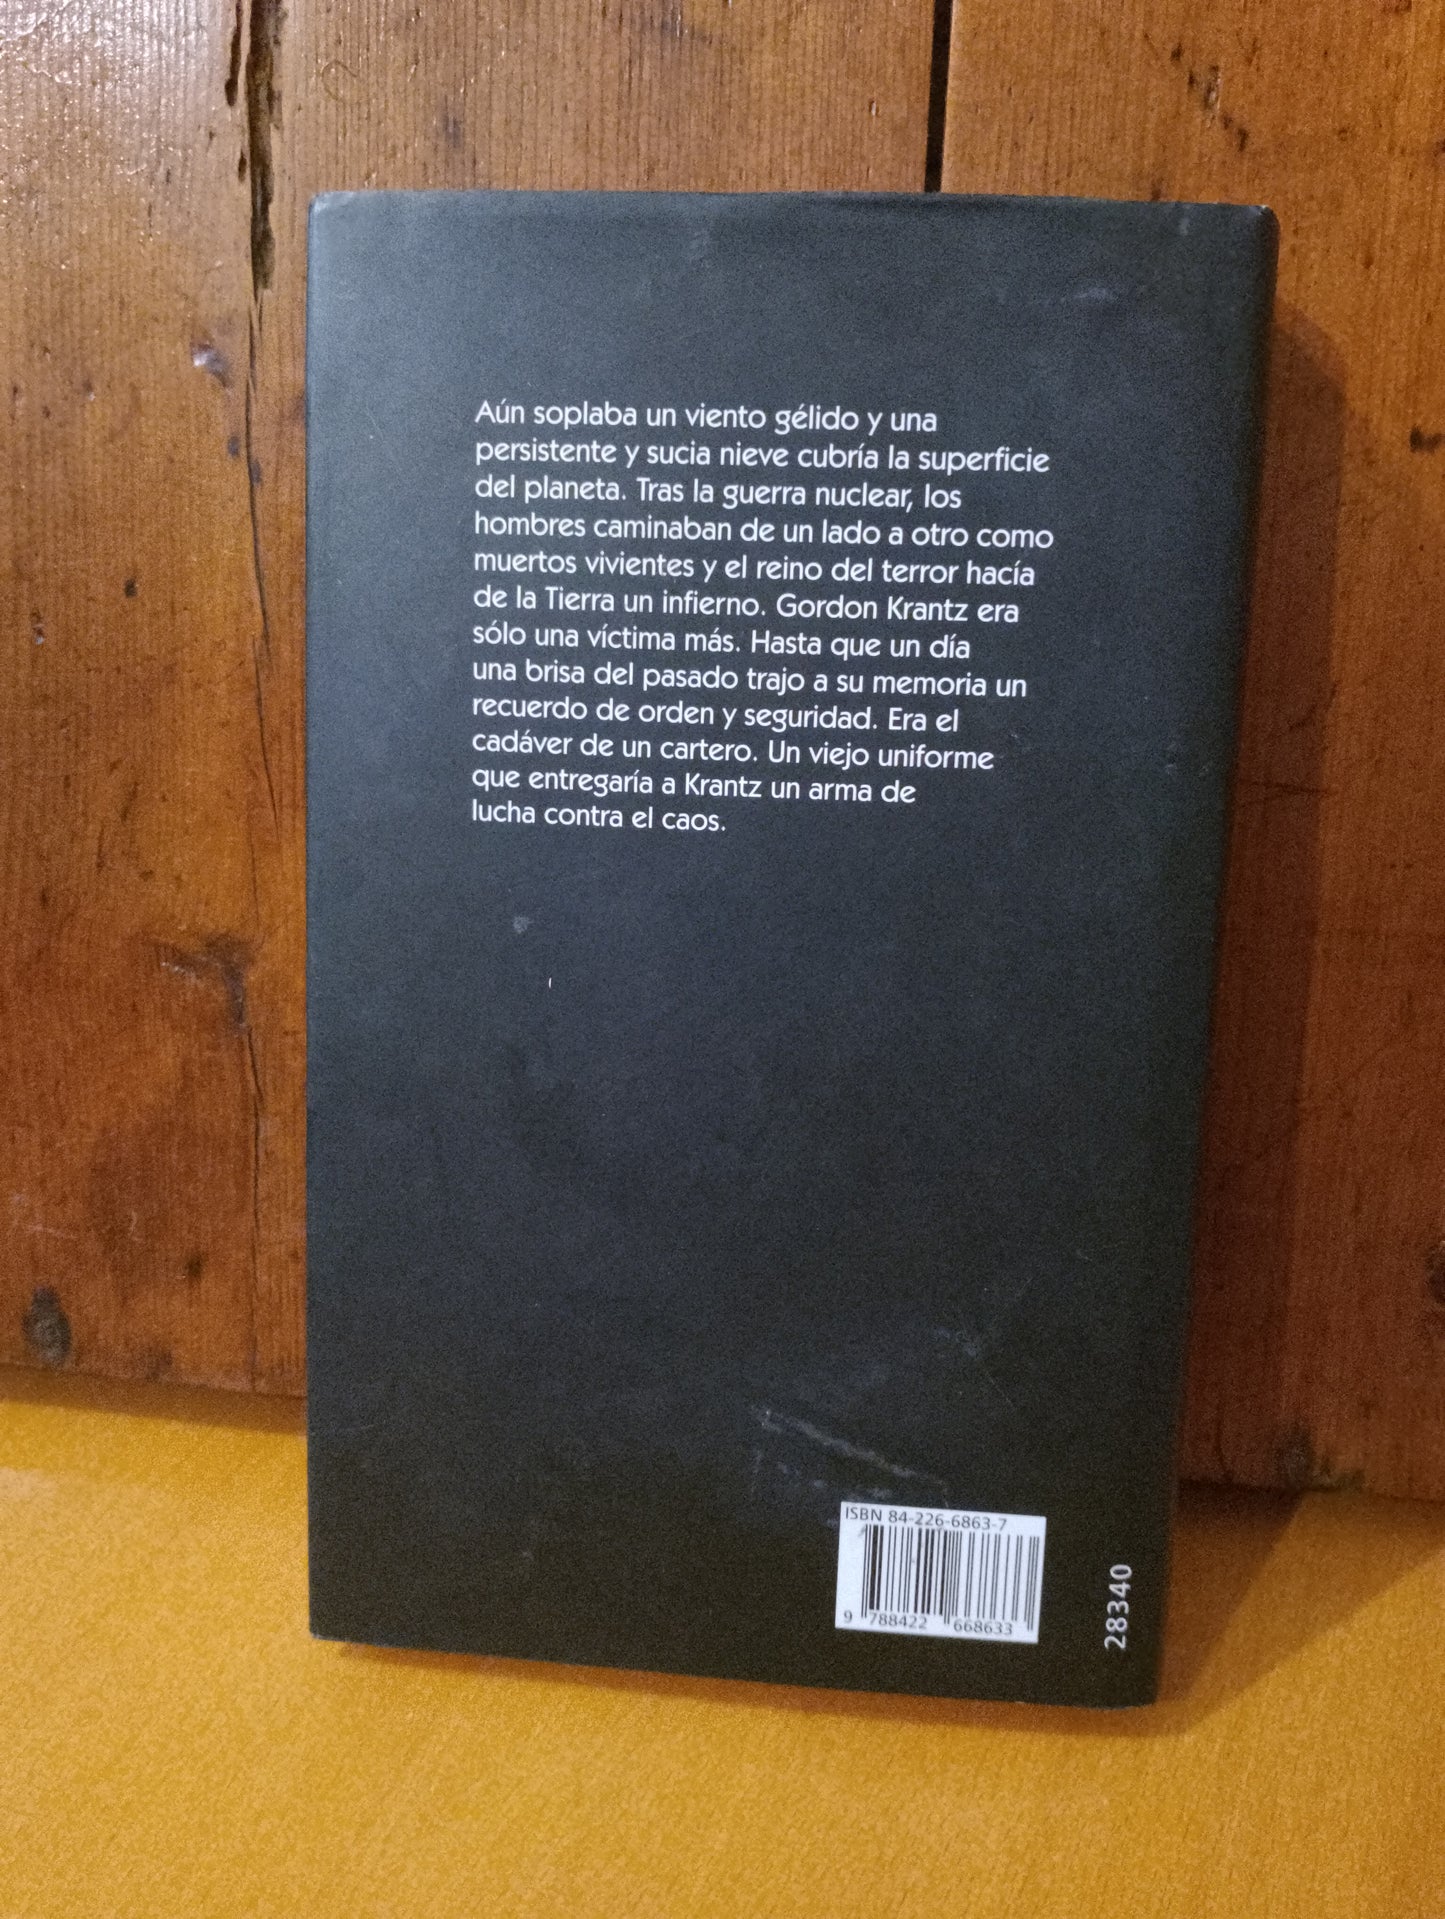 Aún soplaba un viento gélido y una
persistente y sucia nieve cubría la superficie
del planeta. Tras la guerra nuclear, los
hombres caminaban de un lado a otro como
muertos vivientes y el reino del terror hacía
de la Tierra un infierno. Gordon Krantz era
sólo una víctima más. Hasta que un día
una brisa del pasado trajo a su memoria un
recuerdo de orden y seguridad. Era el
cadáver de un cartero. Un viejo uniforme
que entregaría a Krantz un arma de
lucha contra el caos.
ISBN 84-226-6863-7
9 788422 668633
28340